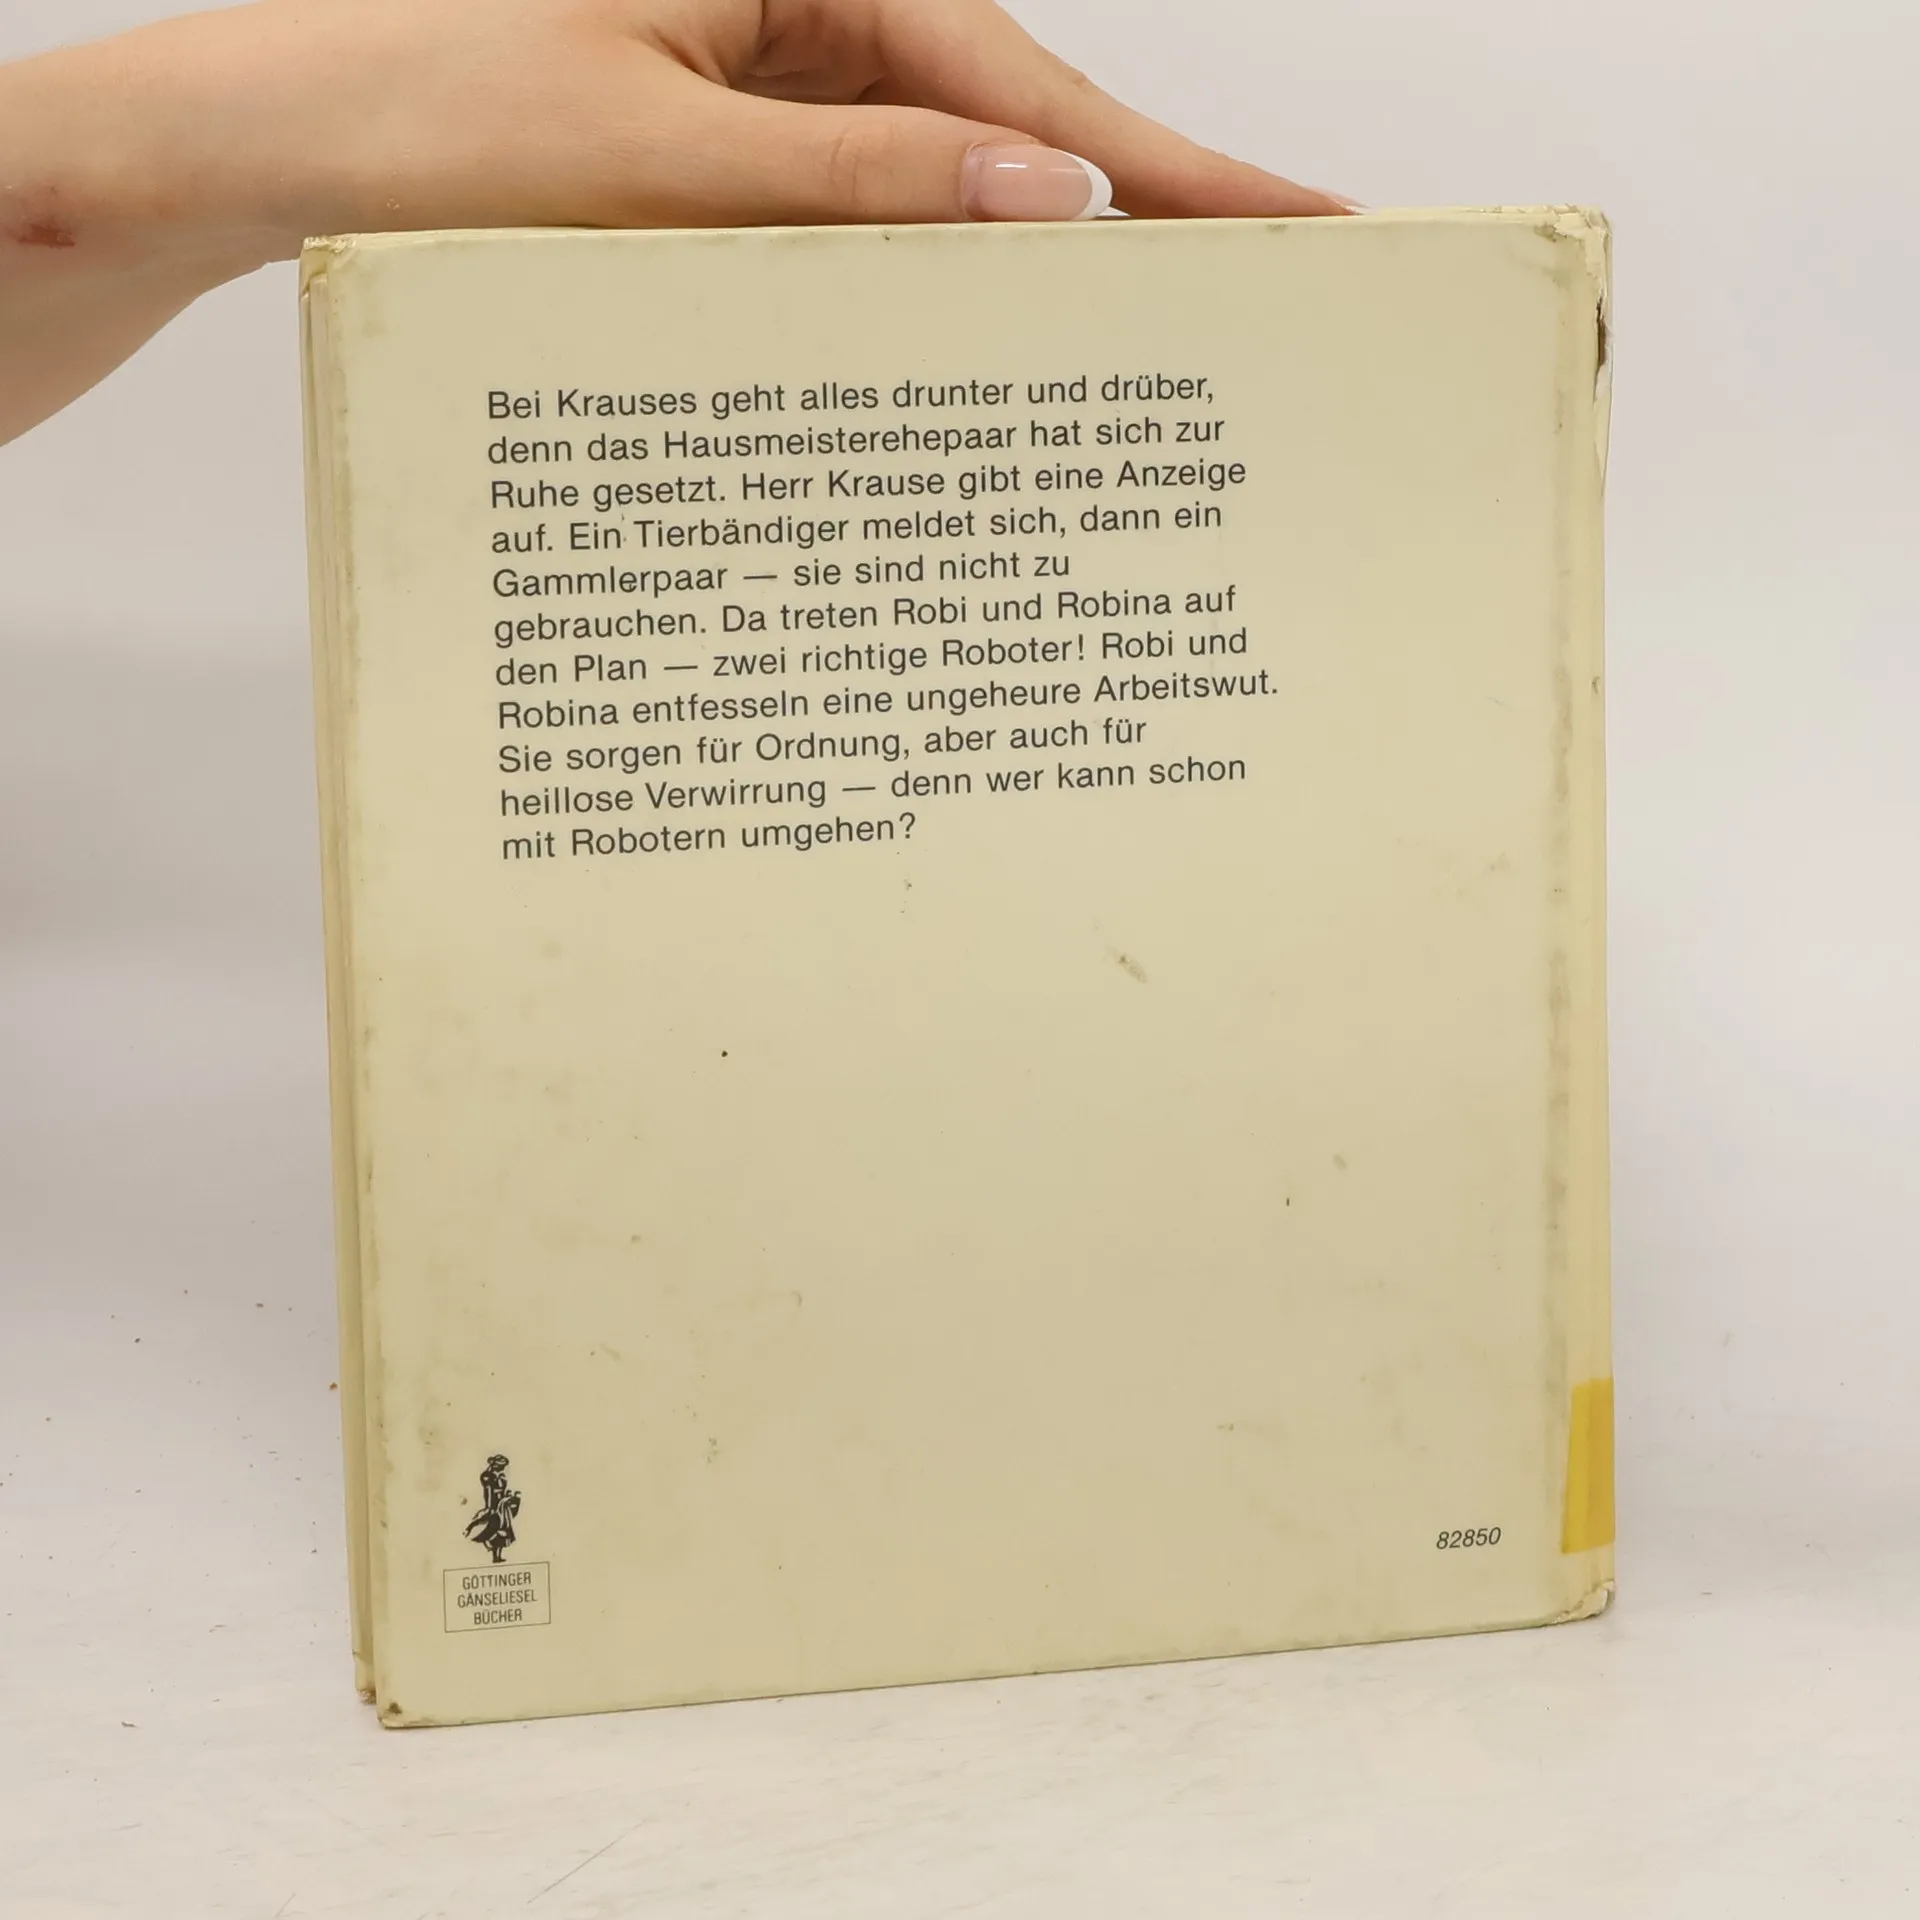 Bei Krauses geht alles drunter und drüber,
denn das Hausmeisterehepaar hat sich zur
Ruhe gesetzt. Herr Krause gibt eine Anzeige
auf. Ein Tierbändiger meldet sich, dann ein
Gammlerpaar — sie sind nicht zu
gebrauchen. Da treten Robi und Robina auf
den Plan — zwei richtige Roboter! Robi und
Robina entfesseln eine ungeheure Arbeitswut.
Sie sorgen für Ordnung, aber auch für
heillose Verwirrung — denn wer kann schon
mit Robotern umgehen?
GÖTTINGER
GÄNSELIESEL
BÜCHER
82850